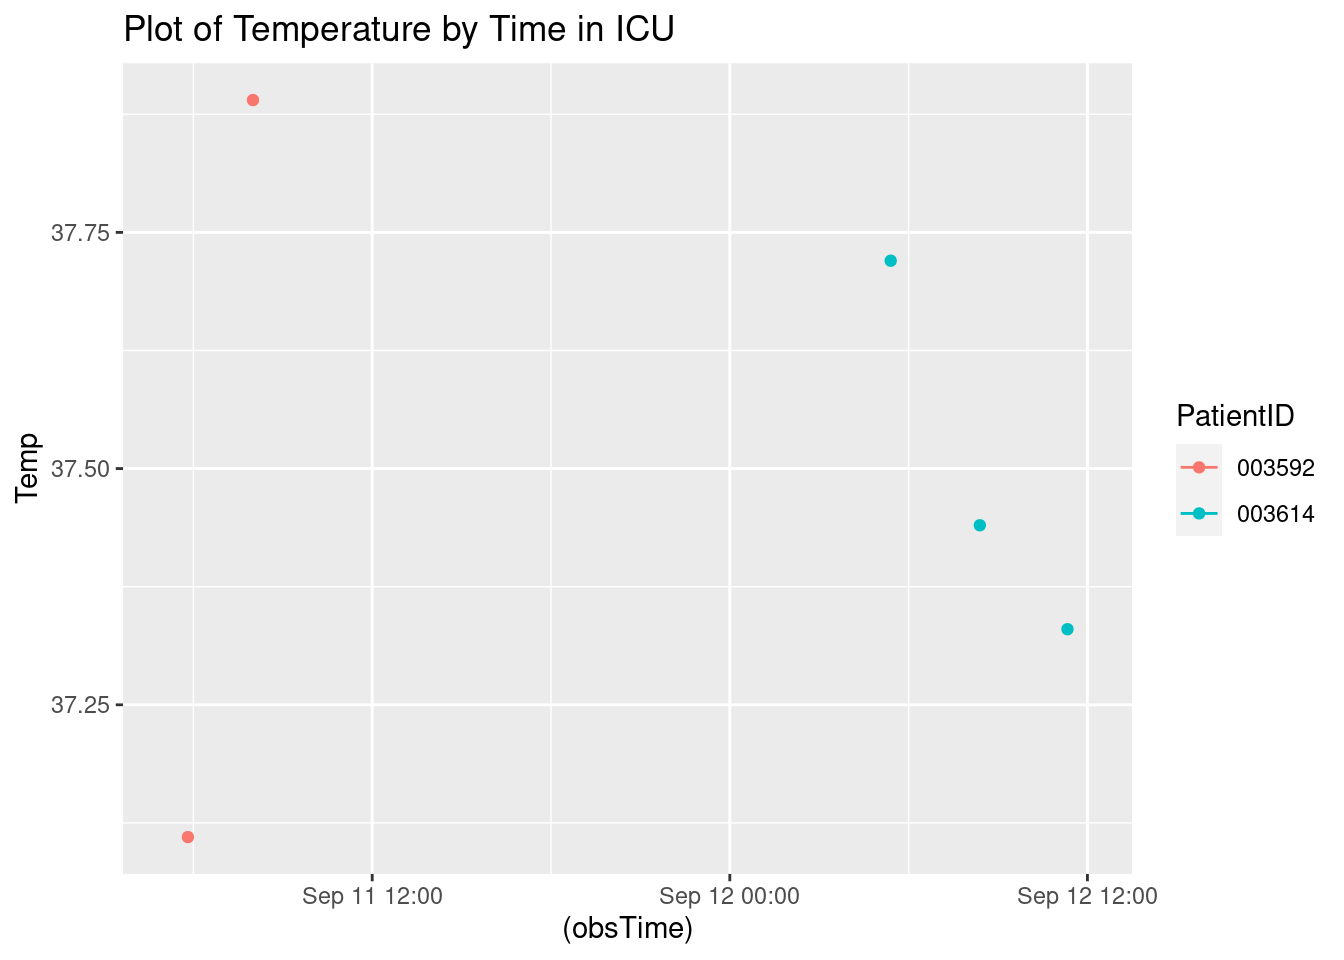 Plot of Temperature by Time in ICU
37.75
37.50
37.25
Temp
Sep 11 12:00
Sep 12 00:00
Sep 12 12:00
(obsTime)
PatientID
003592
003614